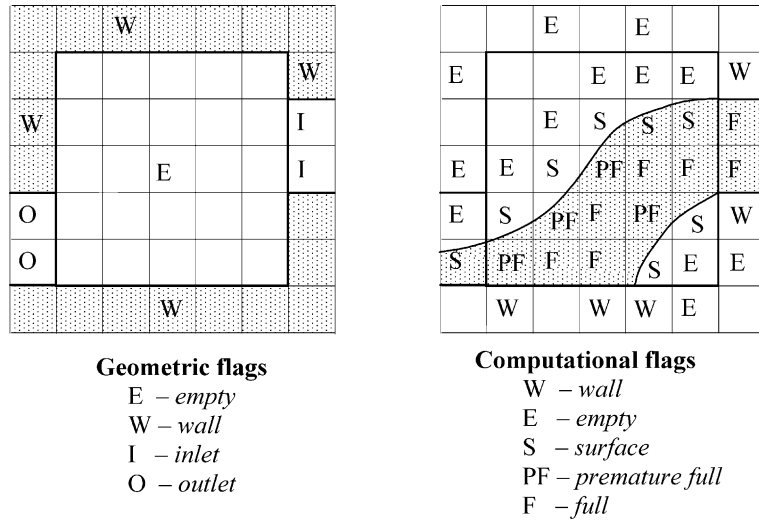 W
W
W
I
E
I
O
O
W
Geometric flags
E – empty
W – wall
I – inlet
O – outlet
E E
E E E E W
E S S S F
E E S PF F F F
E S PF F PF S W
S PF F F S E E
W W W E
Computational flags
W – wall
E – empty
S – surface
PF – premature full
F – full